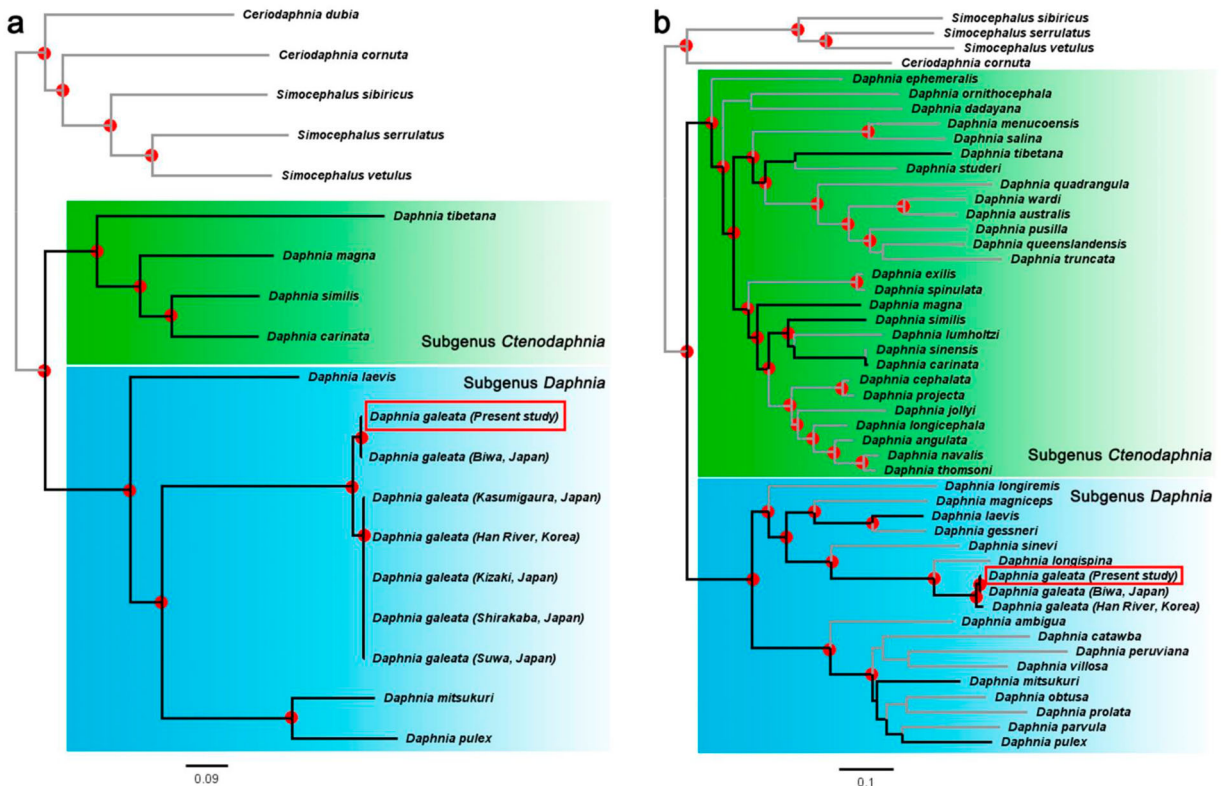 a
Ceriodaphnia dubia
Ceriodaphnia cornuta
Simocephalus sibiricus
Simocephalus serrulatus
Simocephalus vetulus
Daphnia tibetana
Daphnia magna
Daphnia similis
Daphnia carinata
Subgenus Ctenodaphnia
Daphnia laevis
Subgenus Daphnia
Daphnia galeata (Present study)
Daphnia galeata (Biwa, Japan)
Daphnia galeata (Kasumigaura, Japan)
Daphnia galeata (Han River, Korea)
Daphnia galeata (Kizaki, Japan)
Daphnia galeata (Shirakaba, Japan)
Daphnia galeata (Suwa, Japan)
Daphnia mitsukuri
Daphnia pulex
0.09
b
Simocephalus sibiricus
Simocephalus serrulatus
Simocephalus vetulus
Ceriodaphnia cornuta
Daphnia ephemeralis
Daphnia ornithocephala
Daphnia dadayana
Daphnia menucoensis
Daphnia salina
Daphnia tibetana
Daphnia studeri
Daphnia quadrangula
Daphnia wardi
Daphnia australis
Daphnia pusilla
Daphnia queenslandensis
Daphnia truncata
Daphnia exilis
Daphnia spinulata
Daphnia magna
Daphnia similis
Daphnia lumholtzi
Daphnia sinensis
Daphnia carinata
Daphnia cephalata
Daphnia projecta
Daphnia jollyi
Daphnia longicephala
Daphnia angulata
Daphnia navalis
Daphnia thomsoni
Subgenus Ctenodaphnia
Daphnia longiremis
Subgenus Daphnia
Daphnia magniceps
Daphnia laevis
Daphnia gessneri
Daphnia sinevi
Daphnia longispina
Daphnia galeata (Present study)
Daphnia galeata (Biwa, Japan)
Daphnia galeata (Han River, Korea)
Daphnia ambigua
Daphnia catawba
Daphnia peruviana
Daphnia villosa
Daphnia mitsukuri
Daphnia obtusa
Daphnia prolata
Daphnia parvula
Daphnia pulex
0.1